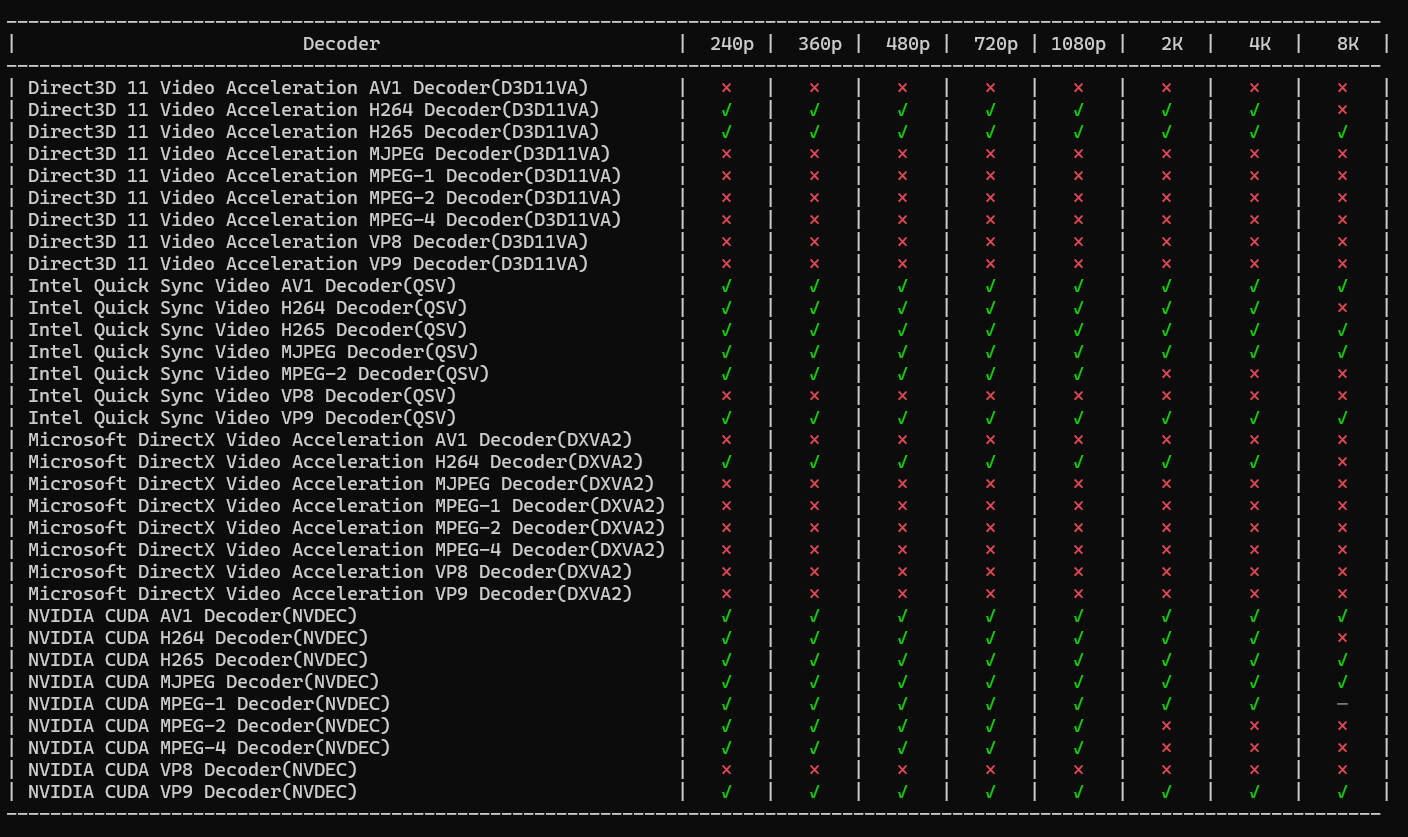 | Decoder | 240p | 360p | 480p | 720p | 1080p | 2K | 4K | 8K |
| Direct3D 11 Video Acceleration AV1 Decoder(D3D11VA) | × | × | × | × | × | × | × | × |
| Direct3D 11 Video Acceleration H264 Decoder(D3D11VA) | √ | √ | √ | √ | √ | √ | √ | × |
| Direct3D 11 Video Acceleration H265 Decoder(D3D11VA) | √ | √ | √ | √ | √ | √ | √ | √ |
| Direct3D 11 Video Acceleration MJPEG Decoder(D3D11VA) | × | × | × | × | × | × | × | × |
| Direct3D 11 Video Acceleration MPEG-1 Decoder(D3D11VA) | × | × | × | × | × | × | × | × |
| Direct3D 11 Video Acceleration MPEG-2 Decoder(D3D11VA) | × | × | × | × | × | × | × | × |
| Direct3D 11 Video Acceleration MPEG-4 Decoder(D3D11VA) | × | × | × | × | × | × | × | × |
| Direct3D 11 Video Acceleration VP8 Decoder(D3D11VA) | × | × | × | × | × | × | × | × |
| Direct3D 11 Video Acceleration VP9 Decoder(D3D11VA) | × | × | × | × | × | × | × | × |
| Intel Quick Sync Video AV1 Decoder(QSV) | √ | √ | √ | √ | √ | √ | √ | √ |
| Intel Quick Sync Video H264 Decoder(QSV) | √ | √ | √ | √ | √ | √ | √ | × |
| Intel Quick Sync Video H265 Decoder(QSV) | √ | √ | √ | √ | √ | √ | √ | √ |
| Intel Quick Sync Video MJPEG Decoder(QSV) | √ | √ | √ | √ | √ | √ | √ | √ |
| Intel Quick Sync Video MPEG-2 Decoder(QSV) | √ | √ | √ | √ | √ | × | × | × |
| Intel Quick Sync Video VP8 Decoder(QSV) | × | × | × | × | × | × | × | × |
| Intel Quick Sync Video VP9 Decoder(QSV) | √ | √ | √ | √ | √ | √ | √ | √ |
| Microsoft DirectX Video Acceleration AV1 Decoder(DXVA2) | × | × | × | × | × | × | × | × |
| Microsoft DirectX Video Acceleration H264 Decoder(DXVA2) | √ | √ | √ | √ | √ | √ | √ | × |
| Microsoft DirectX Video Acceleration MJPEG Decoder(DXVA2) | × | × | × | × | × | × | × | × |
| Microsoft DirectX Video Acceleration MPEG-1 Decoder(DXVA2) | × | × | × | × | × | × | × | × |
| Microsoft DirectX Video Acceleration MPEG-2 Decoder(DXVA2) | × | × | × | × | × | × | × | × |
| Microsoft DirectX Video Acceleration MPEG-4 Decoder(DXVA2) | × | × | × | × | × | × | × | × |
| Microsoft DirectX Video Acceleration VP8 Decoder(DXVA2) | × | × | × | × | × | × | × | × |
| Microsoft DirectX Video Acceleration VP9 Decoder(DXVA2) | × | × | × | × | × | × | × | × |
| NVIDIA CUDA AV1 Decoder(NVDEC) | √ | √ | √ | √ | √ | √ | √ | √ |
| NVIDIA CUDA H264 Decoder(NVDEC) | √ | √ | √ | √ | √ | √ | √ | × |
| NVIDIA CUDA H265 Decoder(NVDEC) | √ | √ | √ | √ | √ | √ | √ | √ |
| NVIDIA CUDA MJPEG Decoder(NVDEC) | √ | √ | √ | √ | √ | √ | √ | √ |
| NVIDIA CUDA MPEG-1 Decoder(NVDEC) | √ | √ | √ | √ | √ | √ | √ | — |
| NVIDIA CUDA MPEG-2 Decoder(NVDEC) | √ | √ | √ | √ | √ | × | × | × |
| NVIDIA CUDA MPEG-4 Decoder(NVDEC) | √ | √ | √ | √ | √ | × | × | × |
| NVIDIA CUDA VP8 Decoder(NVDEC) | × | × | × | × | × | × | × | × |
| NVIDIA CUDA VP9 Decoder(NVDEC) | √ | √ | √ | √ | √ | √ | √ | √ |